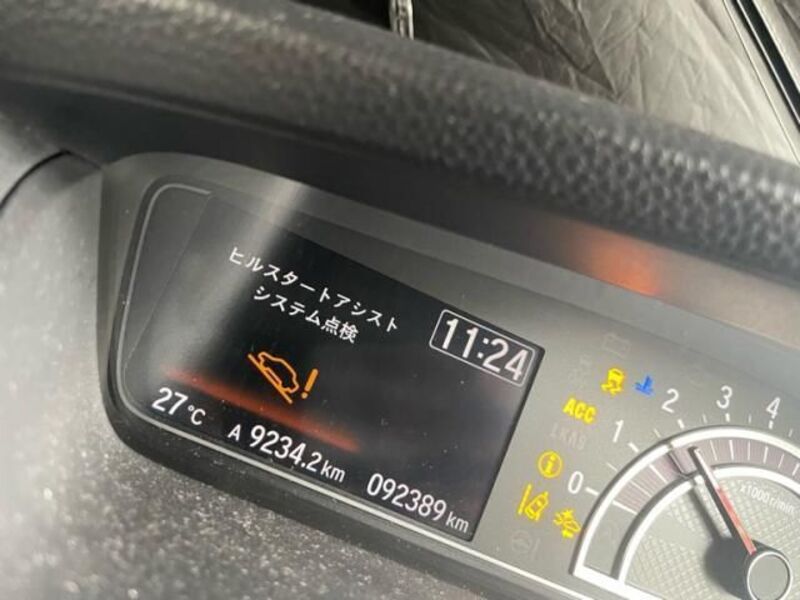 ヒルスタートアシスト
システム点検
11:24
!
27℃
A 9234.2km
092389km
ACC
LKAS
0
1
2
3
4
x1000r/min